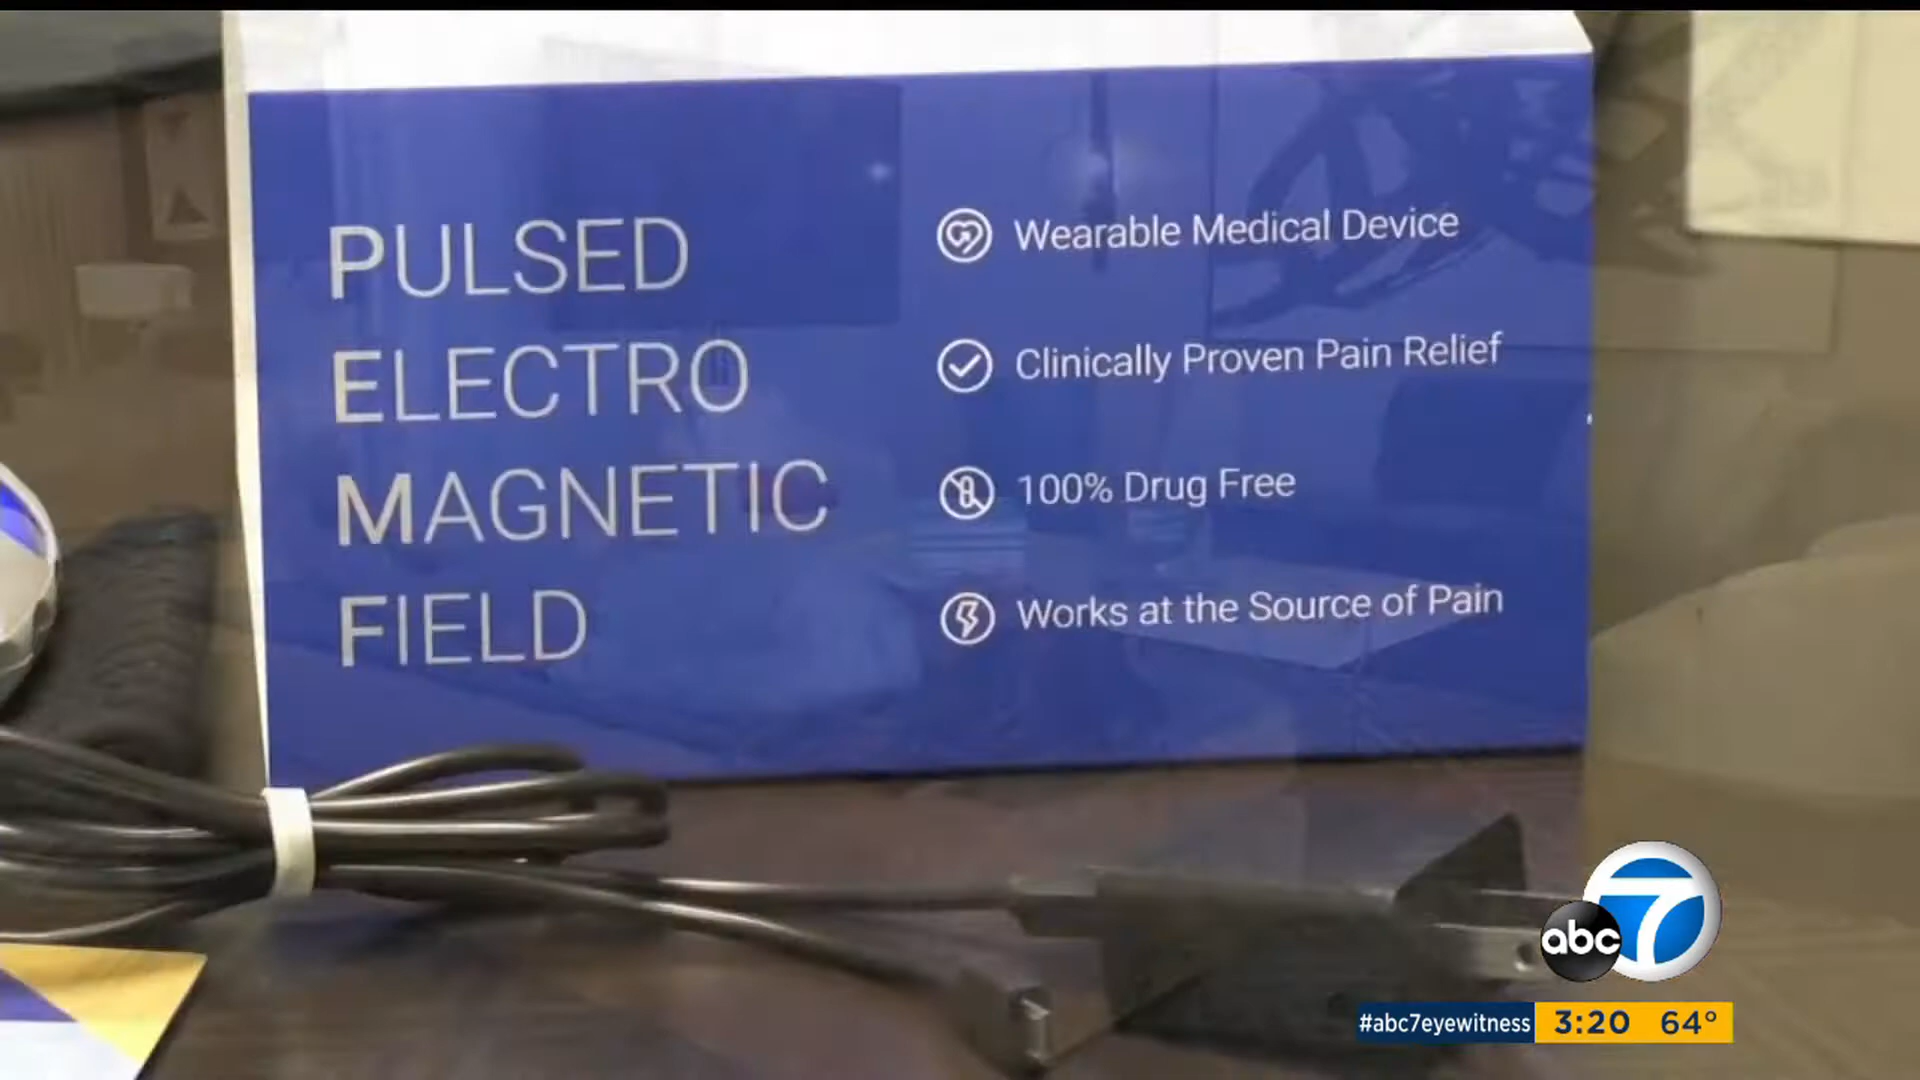 PULSED
ELECTRO
MAGNETIC
FIELD
Wearable Medical Device
Clinically Proven Pain Relief
100% Drug Free
Works at the Source of Pain
abc 7
#abc7eyewitness 3:20 64°